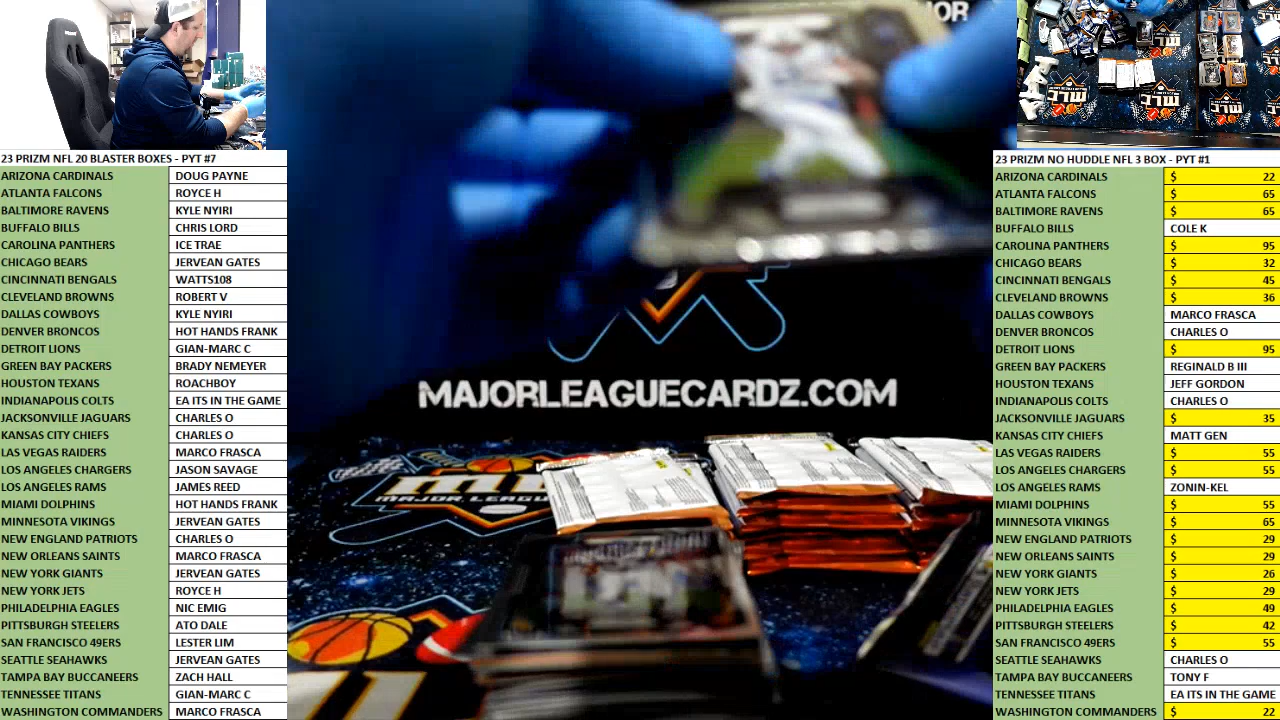 23 PRIZM NFL 20 BLASTER BOXES - PYT #7
ARIZONA CARDINALS DOUG PAYNE
ATLANTA FALCONS ROYCE H
BALTIMORE RAVENS KYLE NYIRI
BUFFALO BILLS CHRIS LORD
CAROLINA PANTHERS ICE TRAE
CHICAGO BEARS JERVEAN GATES
CINCINNATI BENGALS WATTS108
CLEVELAND BROWNS ROBERT V
DALLAS COWBOYS KYLE NYIRI
DENVER BRONCOS HOT HANDS FRANK
DETROIT LIONS GIAN-MARC C
GREEN BAY PACKERS BRADY NEMEYER
HOUSTON TEXANS ROACHBOY
INDIANAPOLIS COLTS EA ITS IN THE GAME
JACKSONVILLE JAGUARS CHARLES O
KANSAS CITY CHIEFS CHARLES O
LAS VEGAS RAIDERS MARCO FRASCA
LOS ANGELES CHARGERS JASON SAVAGE
LOS ANGELES RAMS JAMES REED
MIAMI DOLPHINS HOT HANDS FRANK
MINNESOTA VIKINGS JERVEAN GATES
NEW ENGLAND PATRIOTS CHARLES O
NEW ORLEANS SAINTS MARCO FRASCA
NEW YORK GIANTS JERVEAN GATES
NEW YORK JETS ROYCE H
PHILADELPHIA EAGLES NIC EMIG
PITTSBURGH STEELERS ATO DALE
SAN FRANCISCO 49ERS LESTER LIM
SEATTLE SEAHAWKS JERVEAN GATES
TAMPA BAY BUCCANEERS ZACH HALL
TENNESSEE TITANS GIAN-MARC C
WASHINGTON COMMANDERS MARCO FRASCA
MAJORLEAGUECARDZ.COM
MAJOR LEAGUE
23 PRIZM NO HUDDLE NFL 3 BOX - PYT #1
ARIZONA CARDINALS $ 22
ATLANTA FALCONS $ 65
BALTIMORE RAVENS $ 65
BUFFALO BILLS COLE K
CAROLINA PANTHERS $ 95
CHICAGO BEARS $ 32
CINCINNATI BENGALS $ 45
CLEVELAND BROWNS $ 36
DALLAS COWBOYS MARCO FRASCA
DENVER BRONCOS CHARLES O
DETROIT LIONS $ 95
GREEN BAY PACKERS REGINALD B III
HOUSTON TEXANS JEFF GORDON
INDIANAPOLIS COLTS CHARLES O
JACKSONVILLE JAGUARS $ 35
KANSAS CITY CHIEFS MATT GEN
LAS VEGAS RAIDERS $ 55
LOS ANGELES CHARGERS $ 55
LOS ANGELES RAMS ZONIN-KEL
MIAMI DOLPHINS $ 55
MINNESOTA VIKINGS $ 65
NEW ENGLAND PATRIOTS $ 29
NEW ORLEANS SAINTS $ 29
NEW YORK GIANTS $ 26
NEW YORK JETS $ 29
PHILADELPHIA EAGLES $ 49
PITTSBURGH STEELERS $ 42
SAN FRANCISCO 49ERS $ 55
SEATTLE SEAHAWKS CHARLES O
TAMPA BAY BUCCANEERS TONY F
TENNESSEE TITANS EA ITS IN THE GAME
WASHINGTON COMMANDERS $ 22